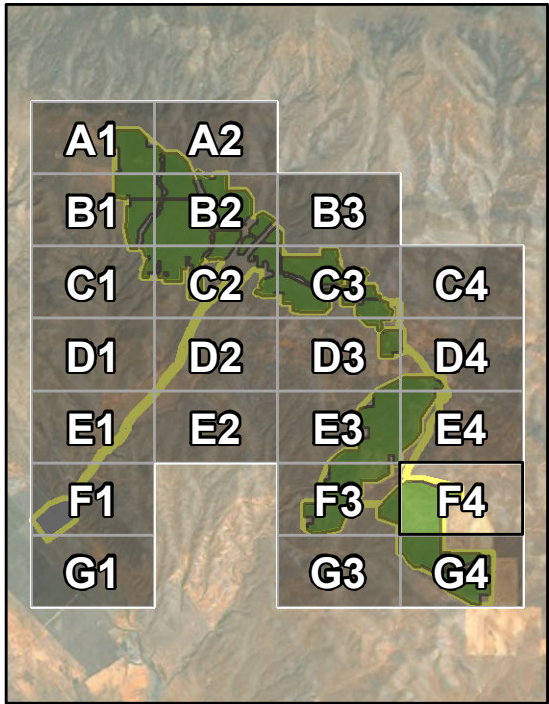 A1 A2
B1 B2 B3
C1 C2 C3 C4
D1 D2 D3 D4
E1 E2 E3 E4
F1 F3 F4
G1 G3 G4